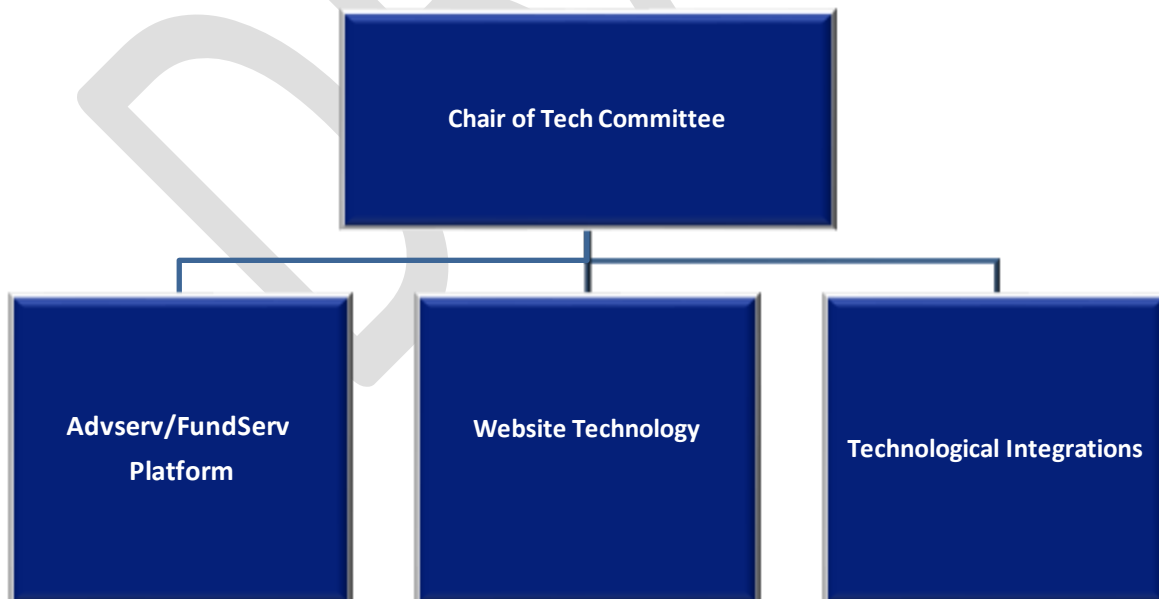 Chair of Tech Committee
Advserv/FundServ
Platform
Website Technology
Technological Integrations